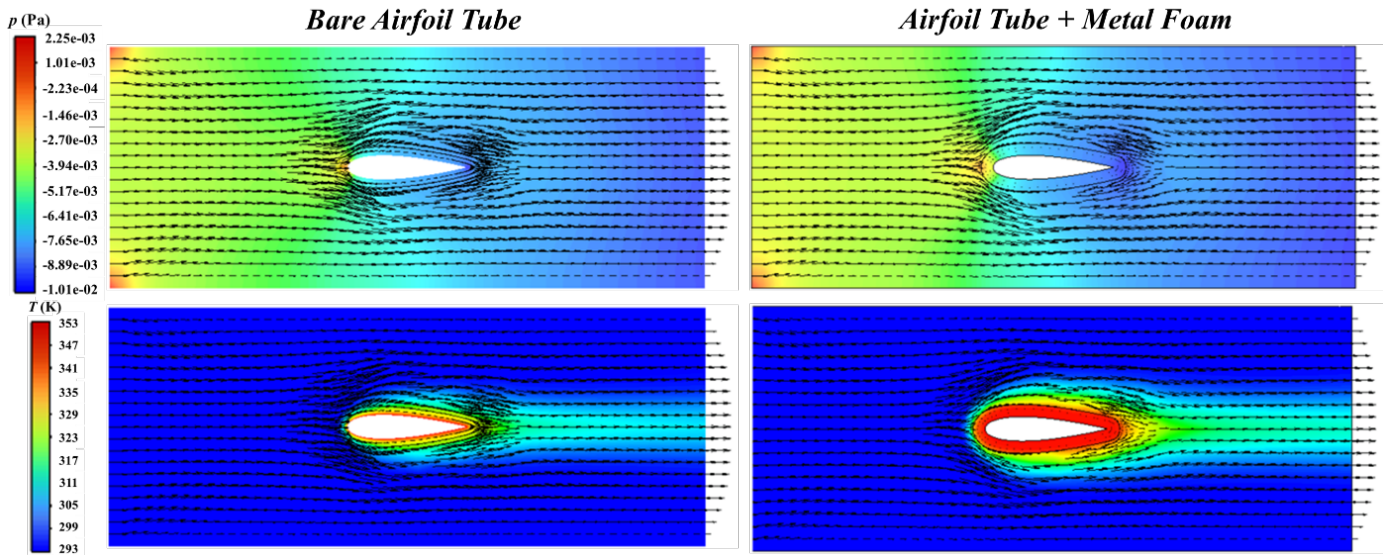 Bare Airfoil Tube
Airfoil Tube + Metal Foam
p (Pa)
2.25e-03
1.01e-03
-2.23e-04
-1.46e-03
-2.70e-03
-3.94e-03
-5.17e-03
-6.41e-03
-7.65e-03
-8.89e-03
-1.01e-02
T (K)
353
347
341
335
329
323
317
311
305
299
293